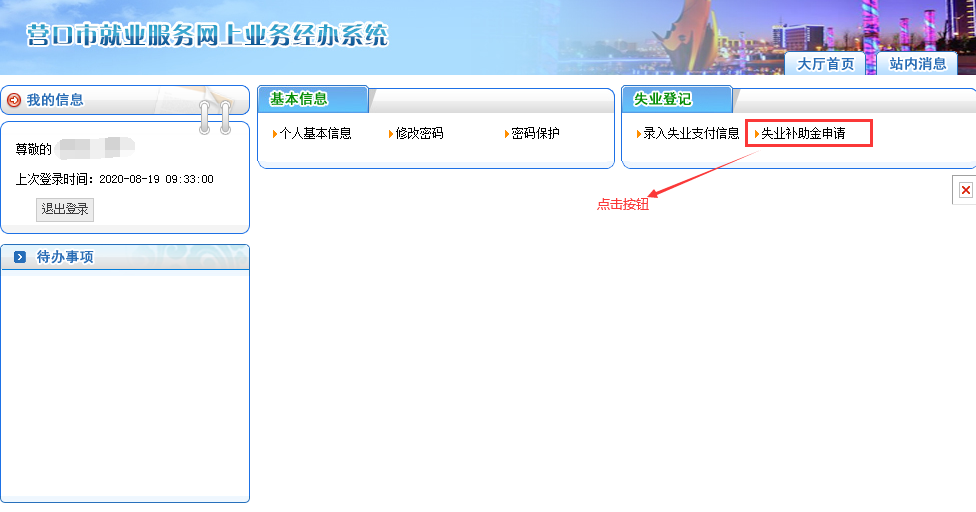 营口市就业服务网上业务经办系统
大厅首页 站内消息
我的信息
尊敬的
上次登录时间：2020-08-19 09:33:00
退出登录
待办事项
基本信息
个人基本信息 修改密码 密码保护
失业登记
录入失业支付信息 失业补助金申请
点击按钮